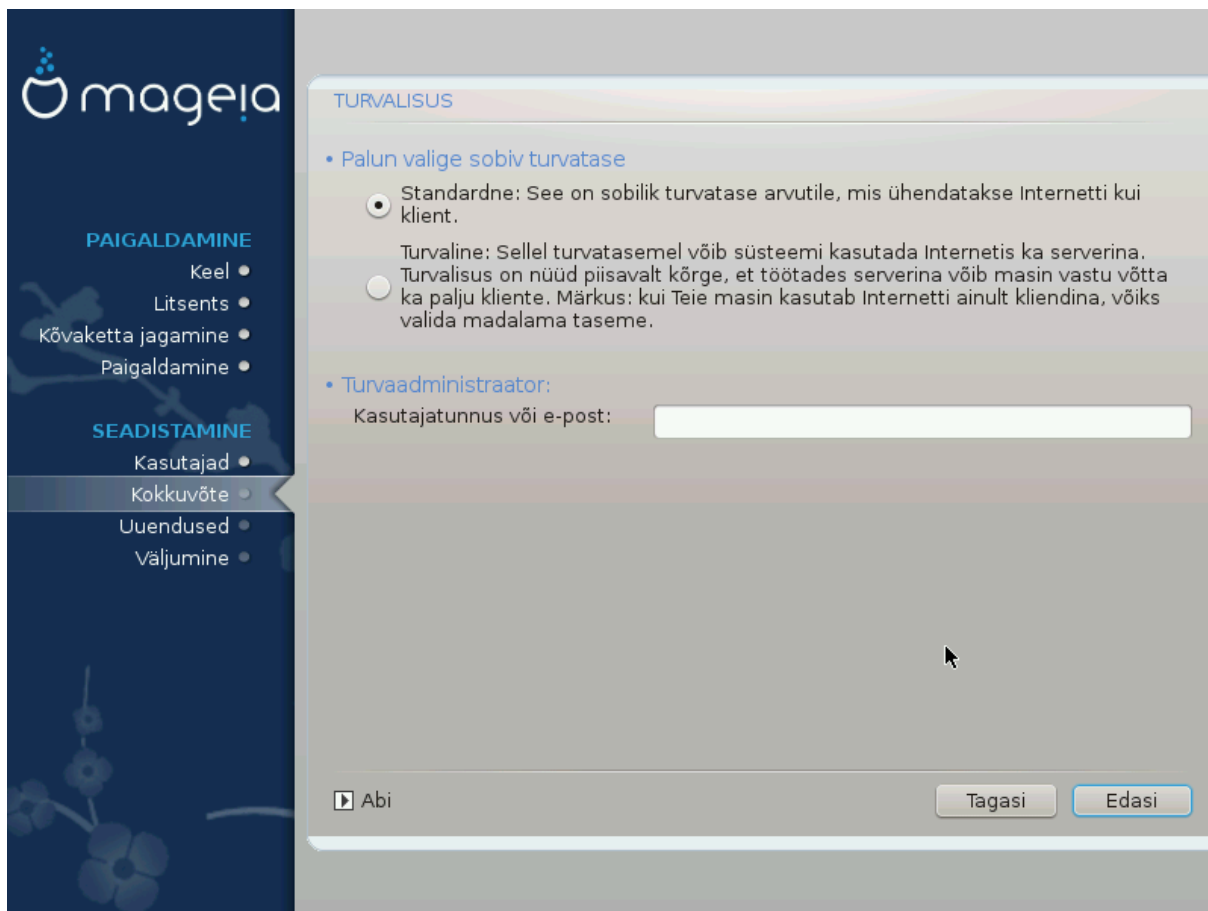 mageia
PAIGALDAMINE
Keel
Litsents
Kõvaketta jagamine
Paigaldamine
SEADISTAMINE
Kasutajad
Kokkuvõte
Uuendused
Väljumine
TURVALISUS
• Palun valige sobiv turvatase
Standardne: See on sobilik turvatase arvutile, mis ühendatakse Internetti kui
klient.
Turvaline: Sellel turvatasemel võib süsteemi kasutada Internetis ka serverina.
Turvalisus on nüüd piisavalt kõrge, et töötades serverina võib masin vastu võtta
ka palju kliente. Märkus: kui Teie masin kasutab Internetti ainult kliendina, võiks
valida madalama taseme.
• Turvaadministraator:
Kasutajatunnus või e-post:
Abi
Tagasi
Edasi